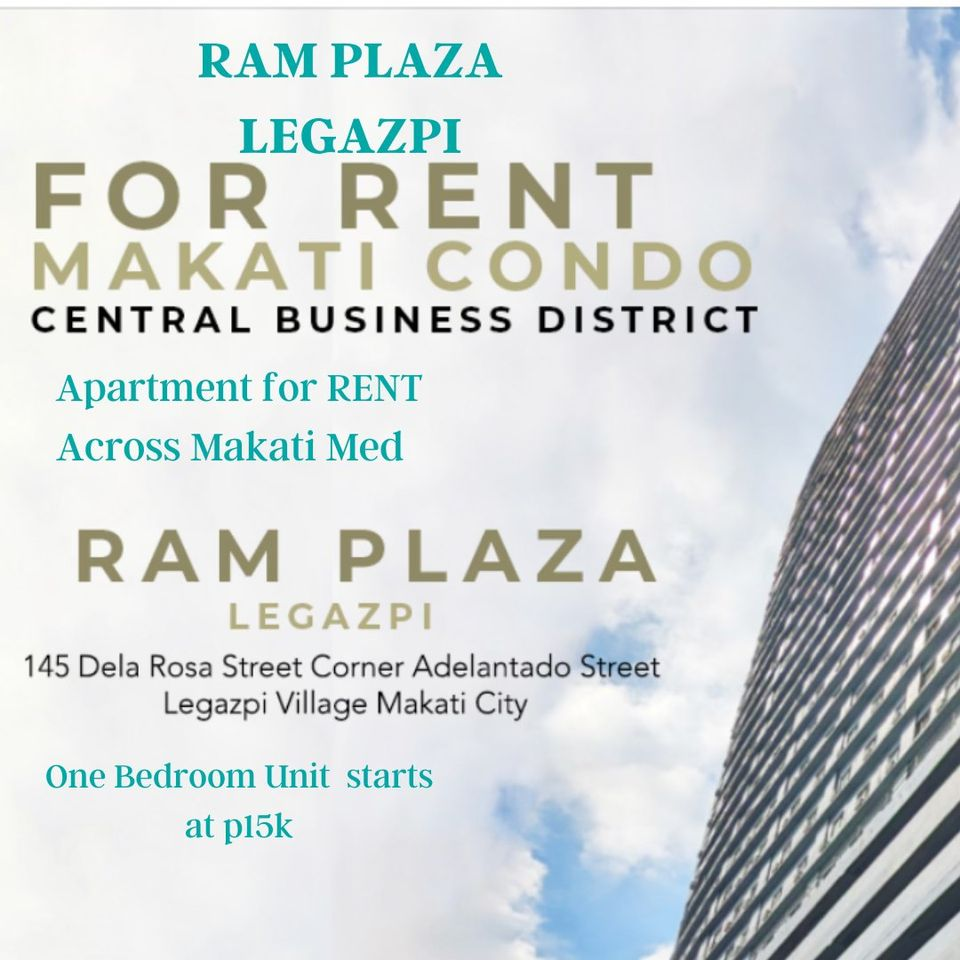 RAM PLAZA
LEGAZPI
FOR RENT
MAKATI CONDO
CENTRAL BUSINESS DISTRICT
Apartment for RENT
Across Makati Med
RAM PLAZA
LEGAZPI
145 Dela Rosa Street Corner Adelantado Street
Legazpi Village Makati City
One Bedroom Unit starts
at p15k